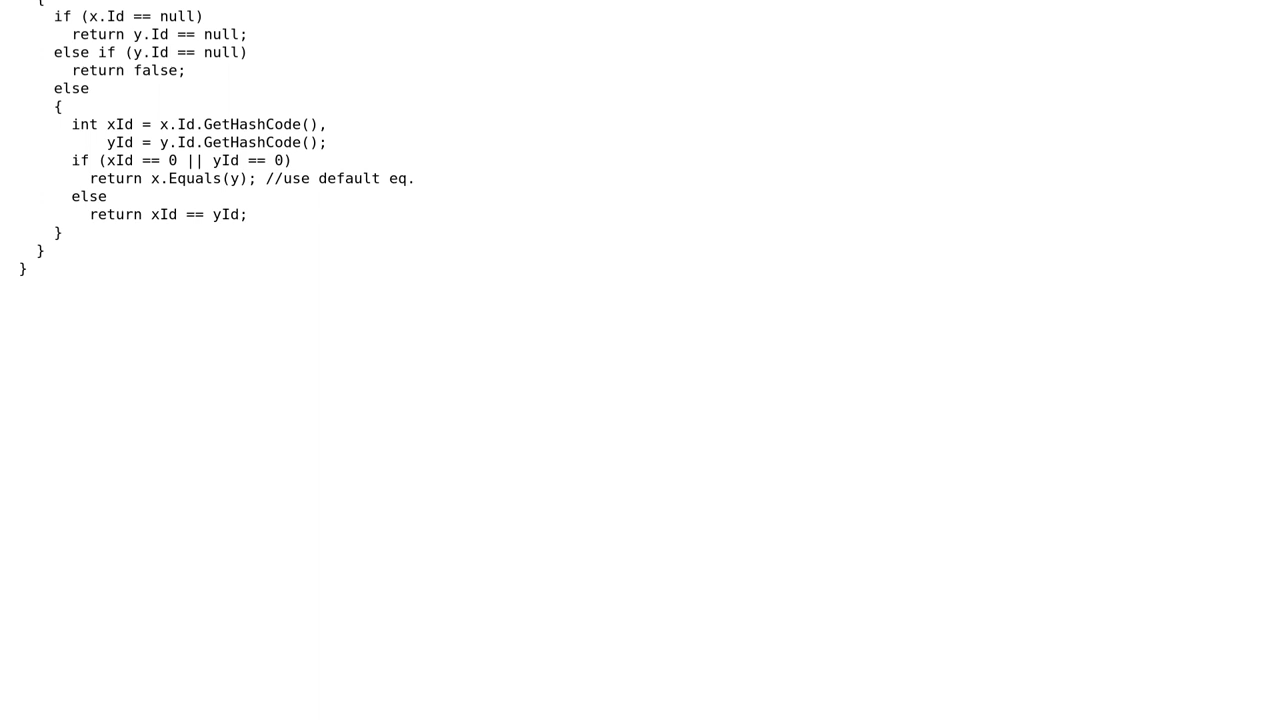 {
if (x.Id == null)
return y.Id == null;
else if (y.Id == null)
return false;
else
{
int xId = x.Id.GetHashCode(),
yId = y.Id.GetHashCode();
if (xId == 0 || yId == 0)
return x.Equals(y); //use default eq.
else
return xId == yId;
}
}
}